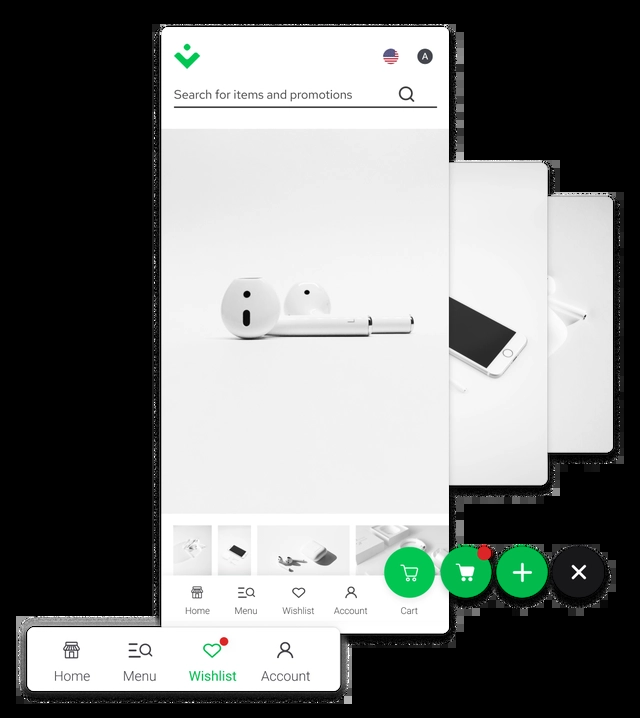 A
Search for items and promotions
Home Menu Wishlist Account Cart
Home Menu Wishlist Account